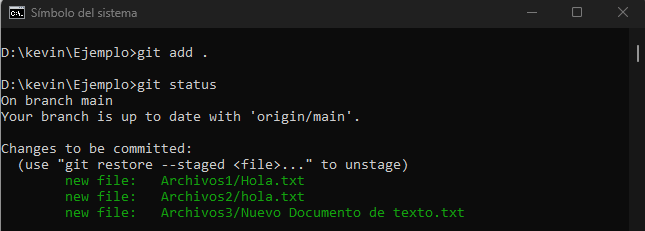 Símbolo del sistema
D:\kevin\Ejemplo>git add .
D:\kevin\Ejemplo>git status
On branch main
Your branch is up to date with 'origin/main'.
Changes to be committed:
(use "git restore --staged <file>..." to unstage)
new file:   Archivos1/Hola.txt
new file:   Archivos2/hola.txt
new file:   Archivos3/Nuevo Documento de texto.txt